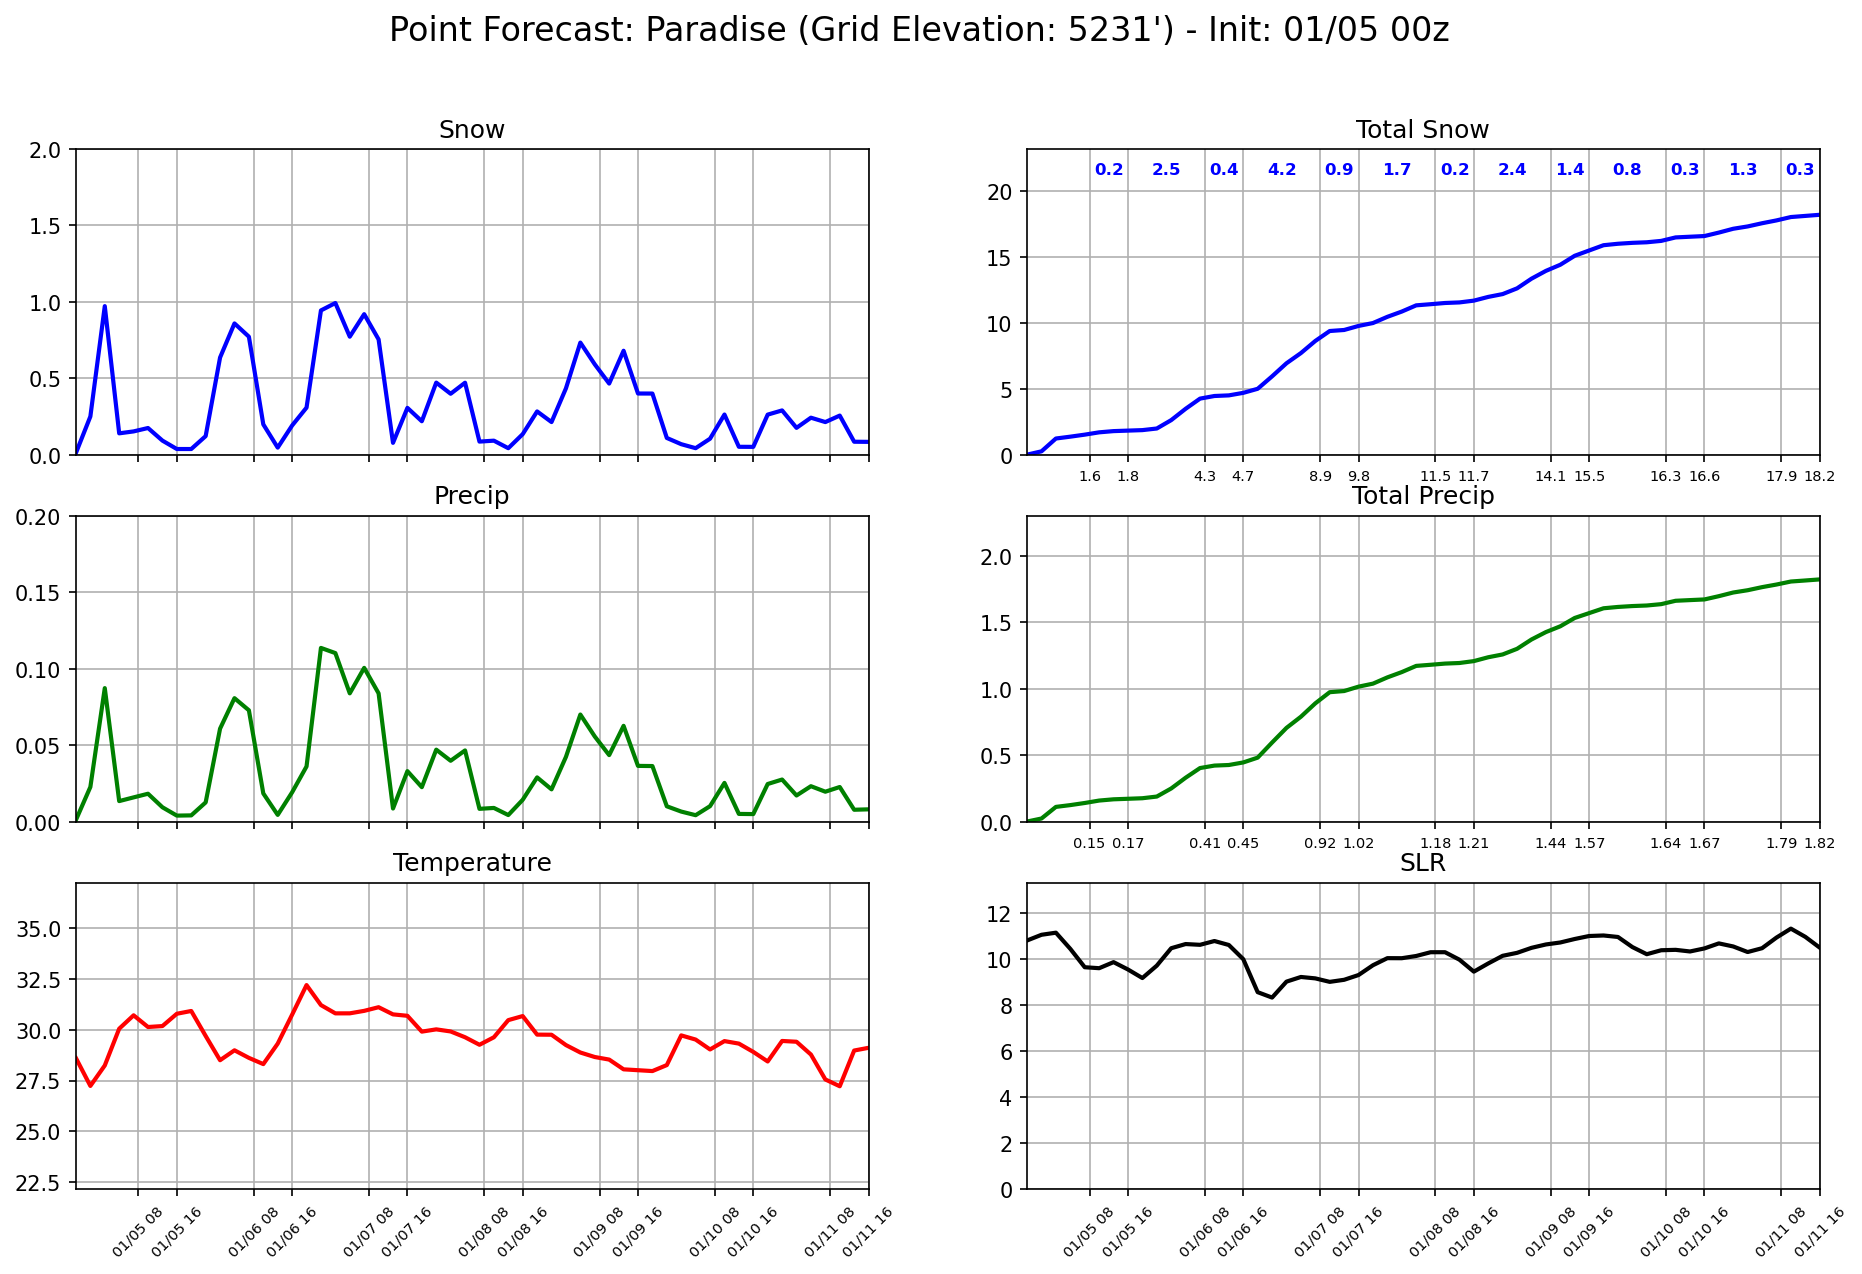 Point Forecast: Paradise (Grid Elevation: 5231') - Init: 01/05 00z
Snow
2.0
1.5
1.0
0.5
0.0
Total Snow
0.2 2.5 0.4 4.2 0.9 1.7 0.2 2.4 1.4 0.8 0.3 1.3 0.3
20
15
10
5
0
1.6 1.8 4.3 4.7 8.9 9.8 11.5 11.7 14.1 15.5 16.3 16.6 17.9 18.2
Precip
0.20
0.15
0.10
0.05
0.00
Total Precip
2.0
1.5
1.0
0.5
0.0
0.15 0.17 0.41 0.45 0.92 1.02 1.18 1.21 1.44 1.57 1.64 1.67 1.79 1.82
Temperature
35.0
32.5
30.0
27.5
25.0
22.5
01/05 08 01/05 16 01/06 08 01/06 16 01/07 08 01/07 16 01/08 08 01/08 16 01/09 08 01/09 16 01/10 08 01/10 16 01/11 08 01/11 16
SLR
12
10
8
6
4
2
0
01/05 08 01/05 16 01/06 08 01/06 16 01/07 08 01/07 16 01/08 08 01/08 16 01/09 08 01/09 16 01/10 08 01/10 16 01/11 08 01/11 16